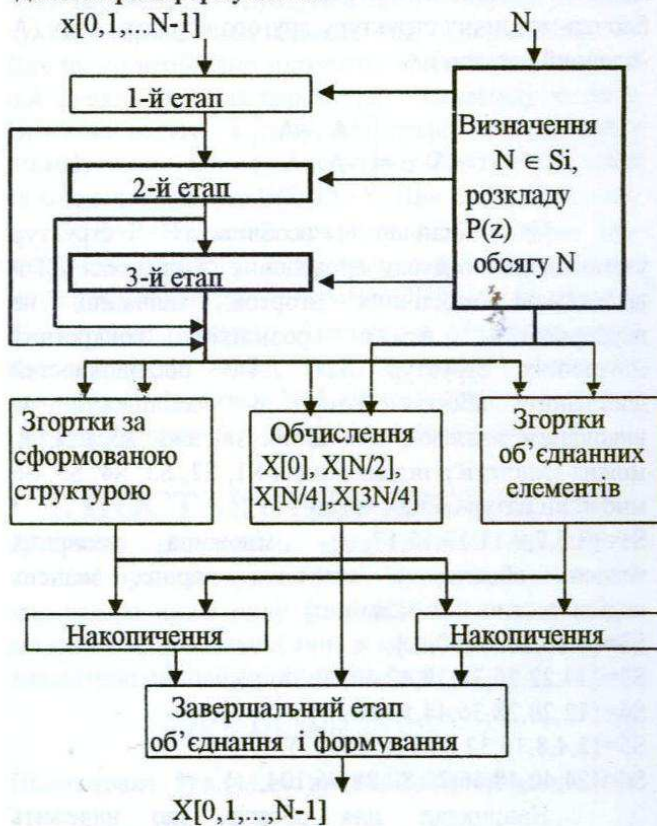 x[0,1,...N-1]
N
1-й етап
2-й етап
3-й етап
Визначення
N ∈ Si,
розкладу
P(z)
обсягу N
Згортки за
сформованою
структурою
Обчислення
X[0], X[N/2],
X[N/4],X[3N/4]
Згортки
об’єднанних
елементів
Накопичення
Накопичення
Завершальний етап
об’єднання і формування
X[0,1,..,N-1]